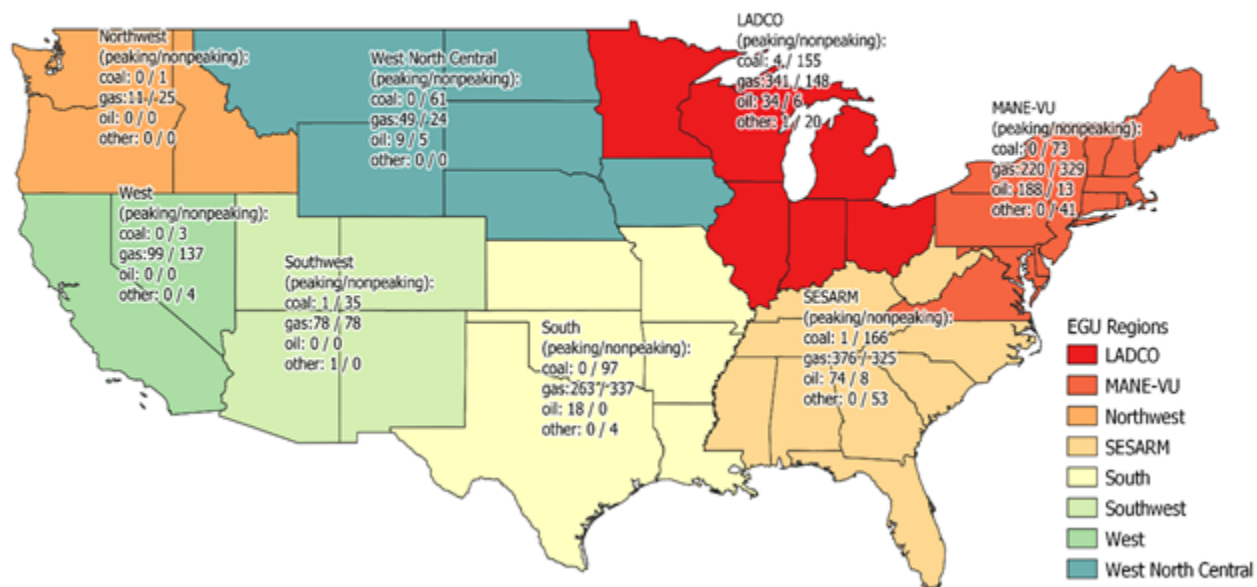 Northwest
(peaking/nonpeaking):
coal: 0 / 1
gas:11 / 25
oil: 0 / 0
other: 0 / 0
West North Central
(peaking/nonpeaking):
coal: 0 / 61
gas:49 / 24
oil: 9 / 5
other: 0 / 0
LADCO
(peaking/nonpeaking):
coal: 4 / 155
gas:341 / 148
oil: 34 / 6
other: 1 / 20
MANE-VU
(peaking/nonpeaking):
coal: 0 / 73
gas:220 / 329
oil: 188 / 13
other: 0 / 41
West
(peaking/nonpeaking):
coal: 0 / 3
gas:99 / 137
oil: 0 / 0
other: 0 / 4
Southwest
(peaking/nonpeaking):
coal: 1 / 35
gas:78 / 78
oil: 0 / 0
other: 1 / 0
South
(peaking/nonpeaking):
coal: 0 / 97
gas:263 / 337
oil: 18 / 0
other: 0 / 4
SESARM
(peaking/nonpeaking):
coal: 1 / 166
gas:376 / 325
oil: 74 / 8
other: 0 / 53
EGU Regions
LADCO
MANE-VU
Northwest
SESARM
South
Southwest
West
West North Central